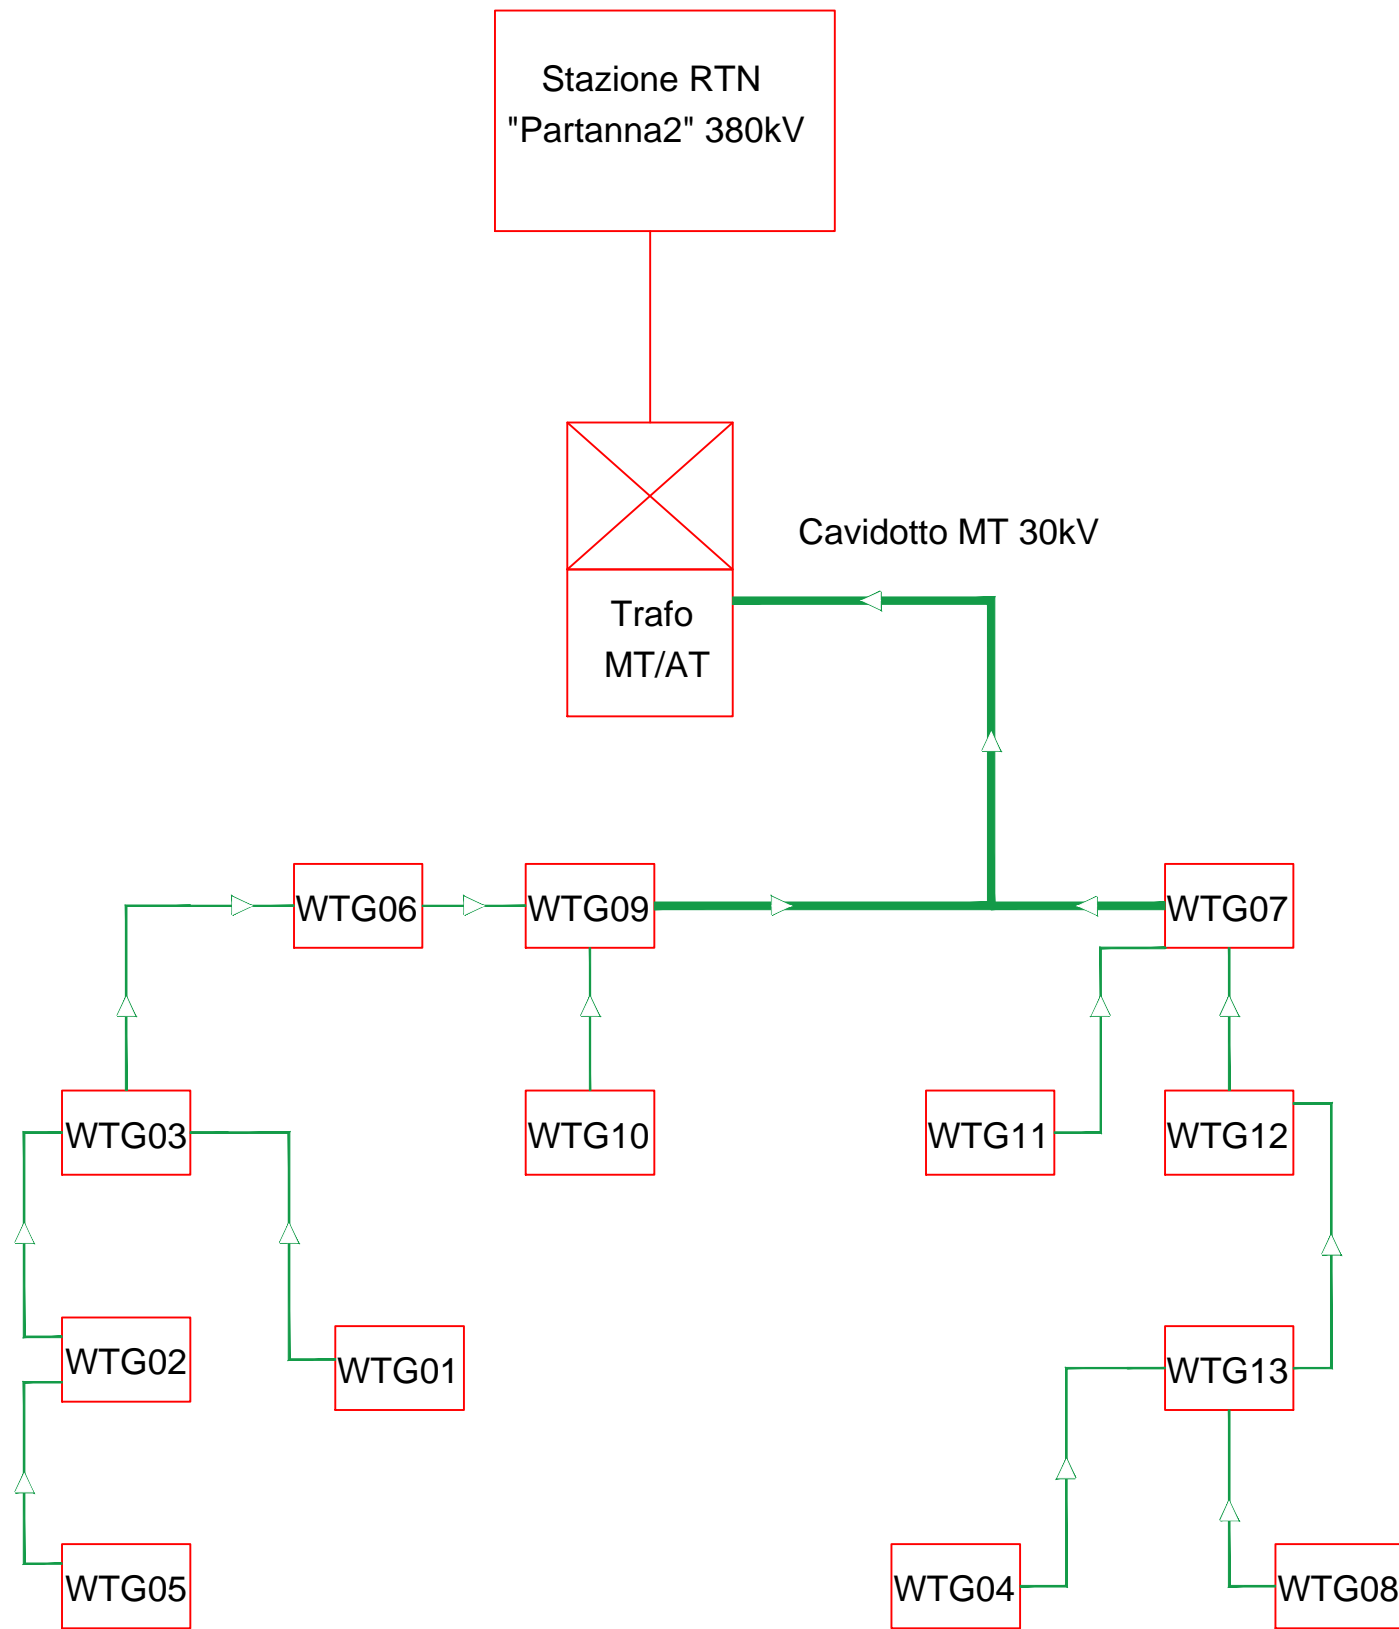 Stazione RTN
"Partanna2" 380kV
Cavidotto MT 30kV
Trafo
MT/AT
WTG06
WTG09
WTG07
WTG03
WTG10
WTG11
WTG12
WTG02
WTG01
WTG13
WTG05
WTG04
WTG08